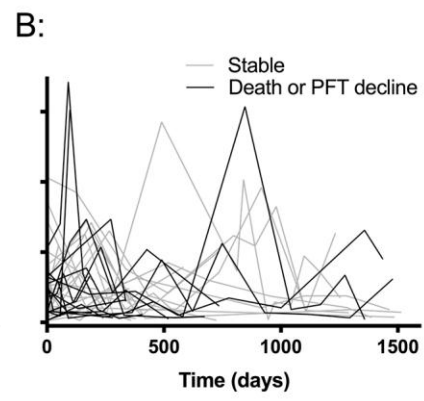 B:
Stable
Death or PFT decline
0 500 1000 1500
Time (days)